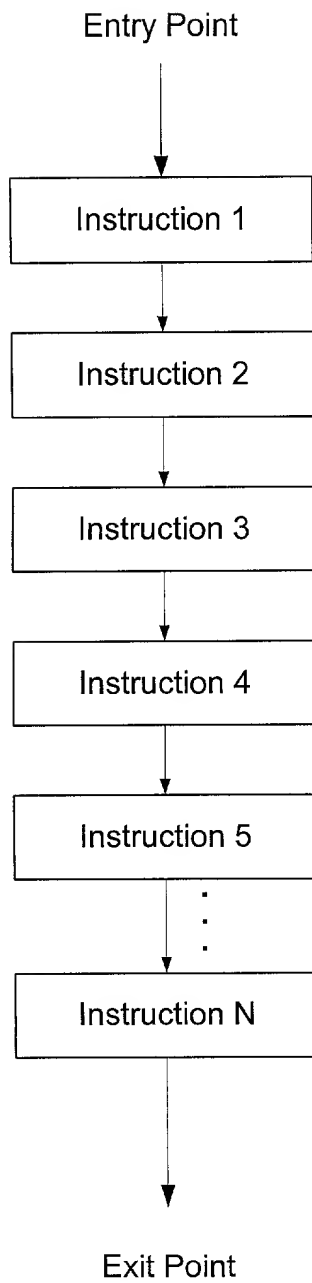 Entry Point
Instruction 1
Instruction 2
Instruction 3
Instruction 4
Instruction 5
.
.
.
Instruction N
Exit Point